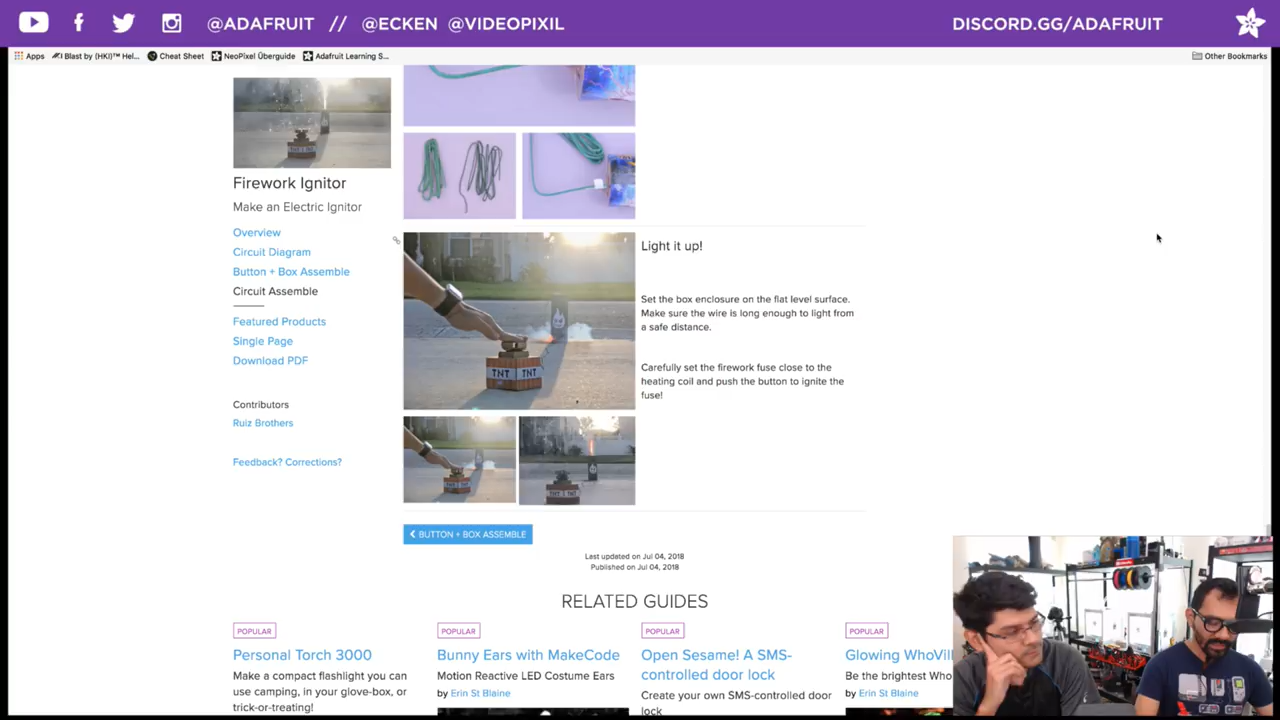 @ADAFRUIT // @ECKEN @VIDEOPIXIL
DISCORD.GG/ADAFRUIT
Apps
Blast by (HKI)™ Hel...
Cheat Sheet
NeoPixel Überguide
Adafruit Learning S...
Other Bookmarks
Firework Ignitor
Make an Electric Ignitor
Overview
Circuit Diagram
Button + Box Assemble
Circuit Assemble
Featured Products
Single Page
Download PDF
Contributors
Ruiz Brothers
Feedback? Corrections?
Light it up!
Set the box enclosure on the flat level surface.
Make sure the wire is long enough to light from
a safe distance.
Carefully set the firework fuse close to the
heating coil and push the button to ignite the
fuse!
TNT TNT
BUTTON + BOX ASSEMBLE
Last updated on Jul 04, 2018
Published on Jul 04, 2018
RELATED GUIDES
POPULAR
Personal Torch 3000
Make a compact flashlight you can
use camping, in your glove-box, or
trick-or-treating!
POPULAR
Bunny Ears with MakeCode
Motion Reactive LED Costume Ears
by Erin St Blaine
POPULAR
Open Sesame! A SMS-
controlled door lock
Create your own SMS-controlled door
lock
POPULAR
Glowing WhoVill
Be the brightest Who
by Erin St Blaine